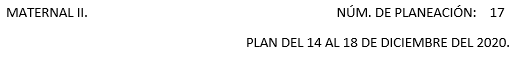 MATERNAL II. NÚM. DE PLANEACIÓN: 17
PLAN DEL 14 AL 18 DE DICIEMBRE DEL 2020.